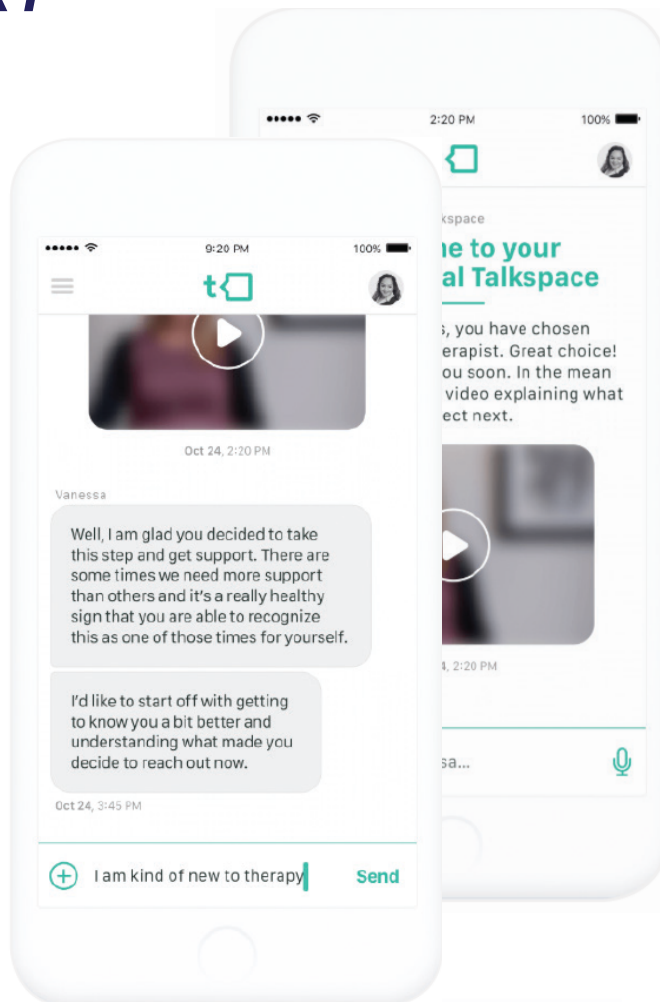 2:20 PM
100%
kspace
e to your
al Talkspace
s, you have chosen
erapist. Great choice!
ou soon. In the mean
video explaining what
ect next.
, 2:20 PM
sa...
9:20 PM
100%
t
Oct 24, 2:20 PM
Vanessa
Well, I am glad you decided to take
this step and get support. There are
some times we need more support
than others and it's a really healthy
sign that you are able to recognize
this as one of those times for yourself.
I'd like to start off with getting
to know you a bit better and
understanding what made you
decide to reach out now.
Oct 24, 3:45 PM
I am kind of new to therapy
Send